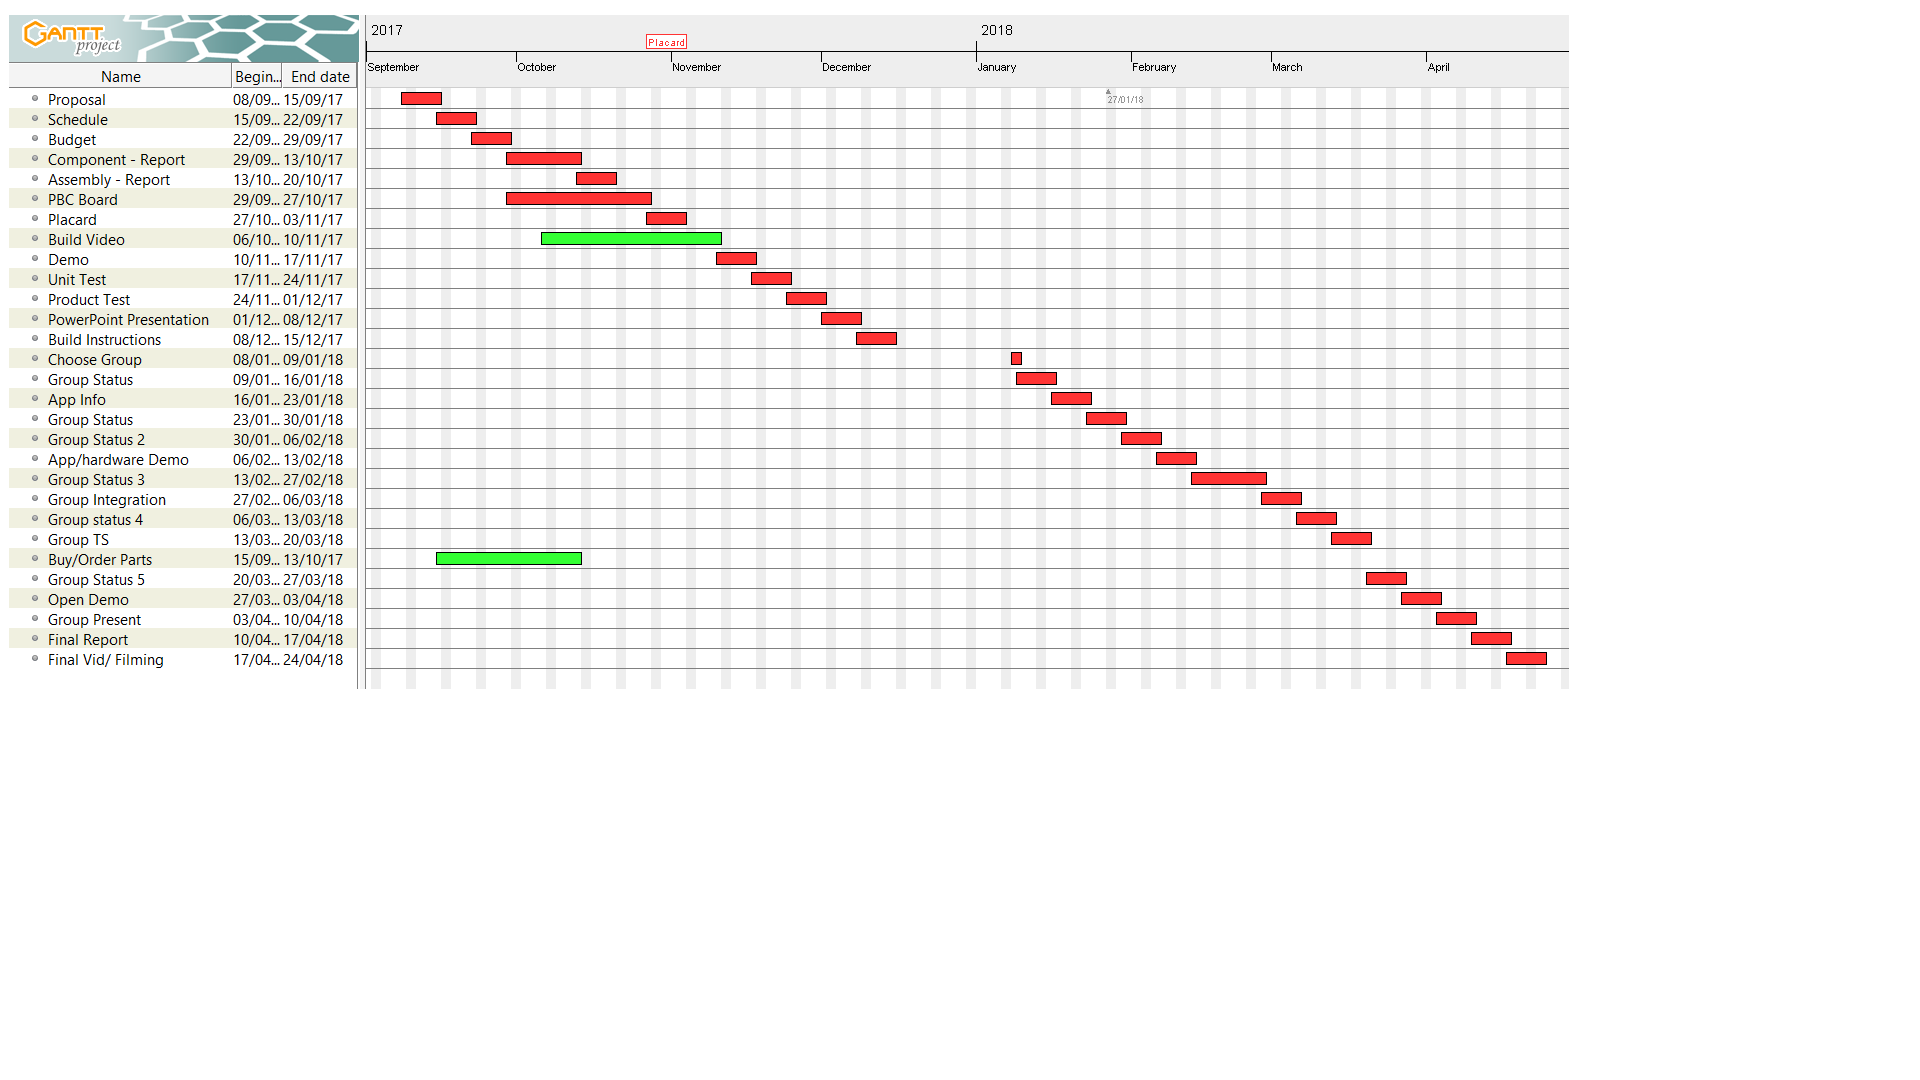 GANTT
project
2017
2018
Placard
Name Begin... End date
September October November December January February March April
27/01/18
Proposal 08/09... 15/09/17
Schedule 15/09... 22/09/17
Budget 22/09... 29/09/17
Component - Report 29/09... 13/10/17
Assembly - Report 13/10... 20/10/17
PBC Board 29/09... 27/10/17
Placard 27/10... 03/11/17
Build Video 06/10... 10/11/17
Demo 10/11... 17/11/17
Unit Test 17/11... 24/11/17
Product Test 24/11... 01/12/17
PowerPoint Presentation 01/12... 08/12/17
Build Instructions 08/12... 15/12/17
Choose Group 08/01... 09/01/18
Group Status 09/01... 16/01/18
App Info 16/01... 23/01/18
Group Status 23/01... 30/01/18
Group Status 2 30/01... 06/02/18
App/hardware Demo 06/02... 13/02/18
Group Status 3 13/02... 27/02/18
Group Integration 27/02... 06/03/18
Group status 4 06/03... 13/03/18
Group TS 13/03... 20/03/18
Buy/Order Parts 15/09... 13/10/17
Group Status 5 20/03... 27/03/18
Open Demo 27/03... 03/04/18
Group Present 03/04... 10/04/18
Final Report 10/04... 17/04/18
Final Vid/ Filming 17/04... 24/04/18